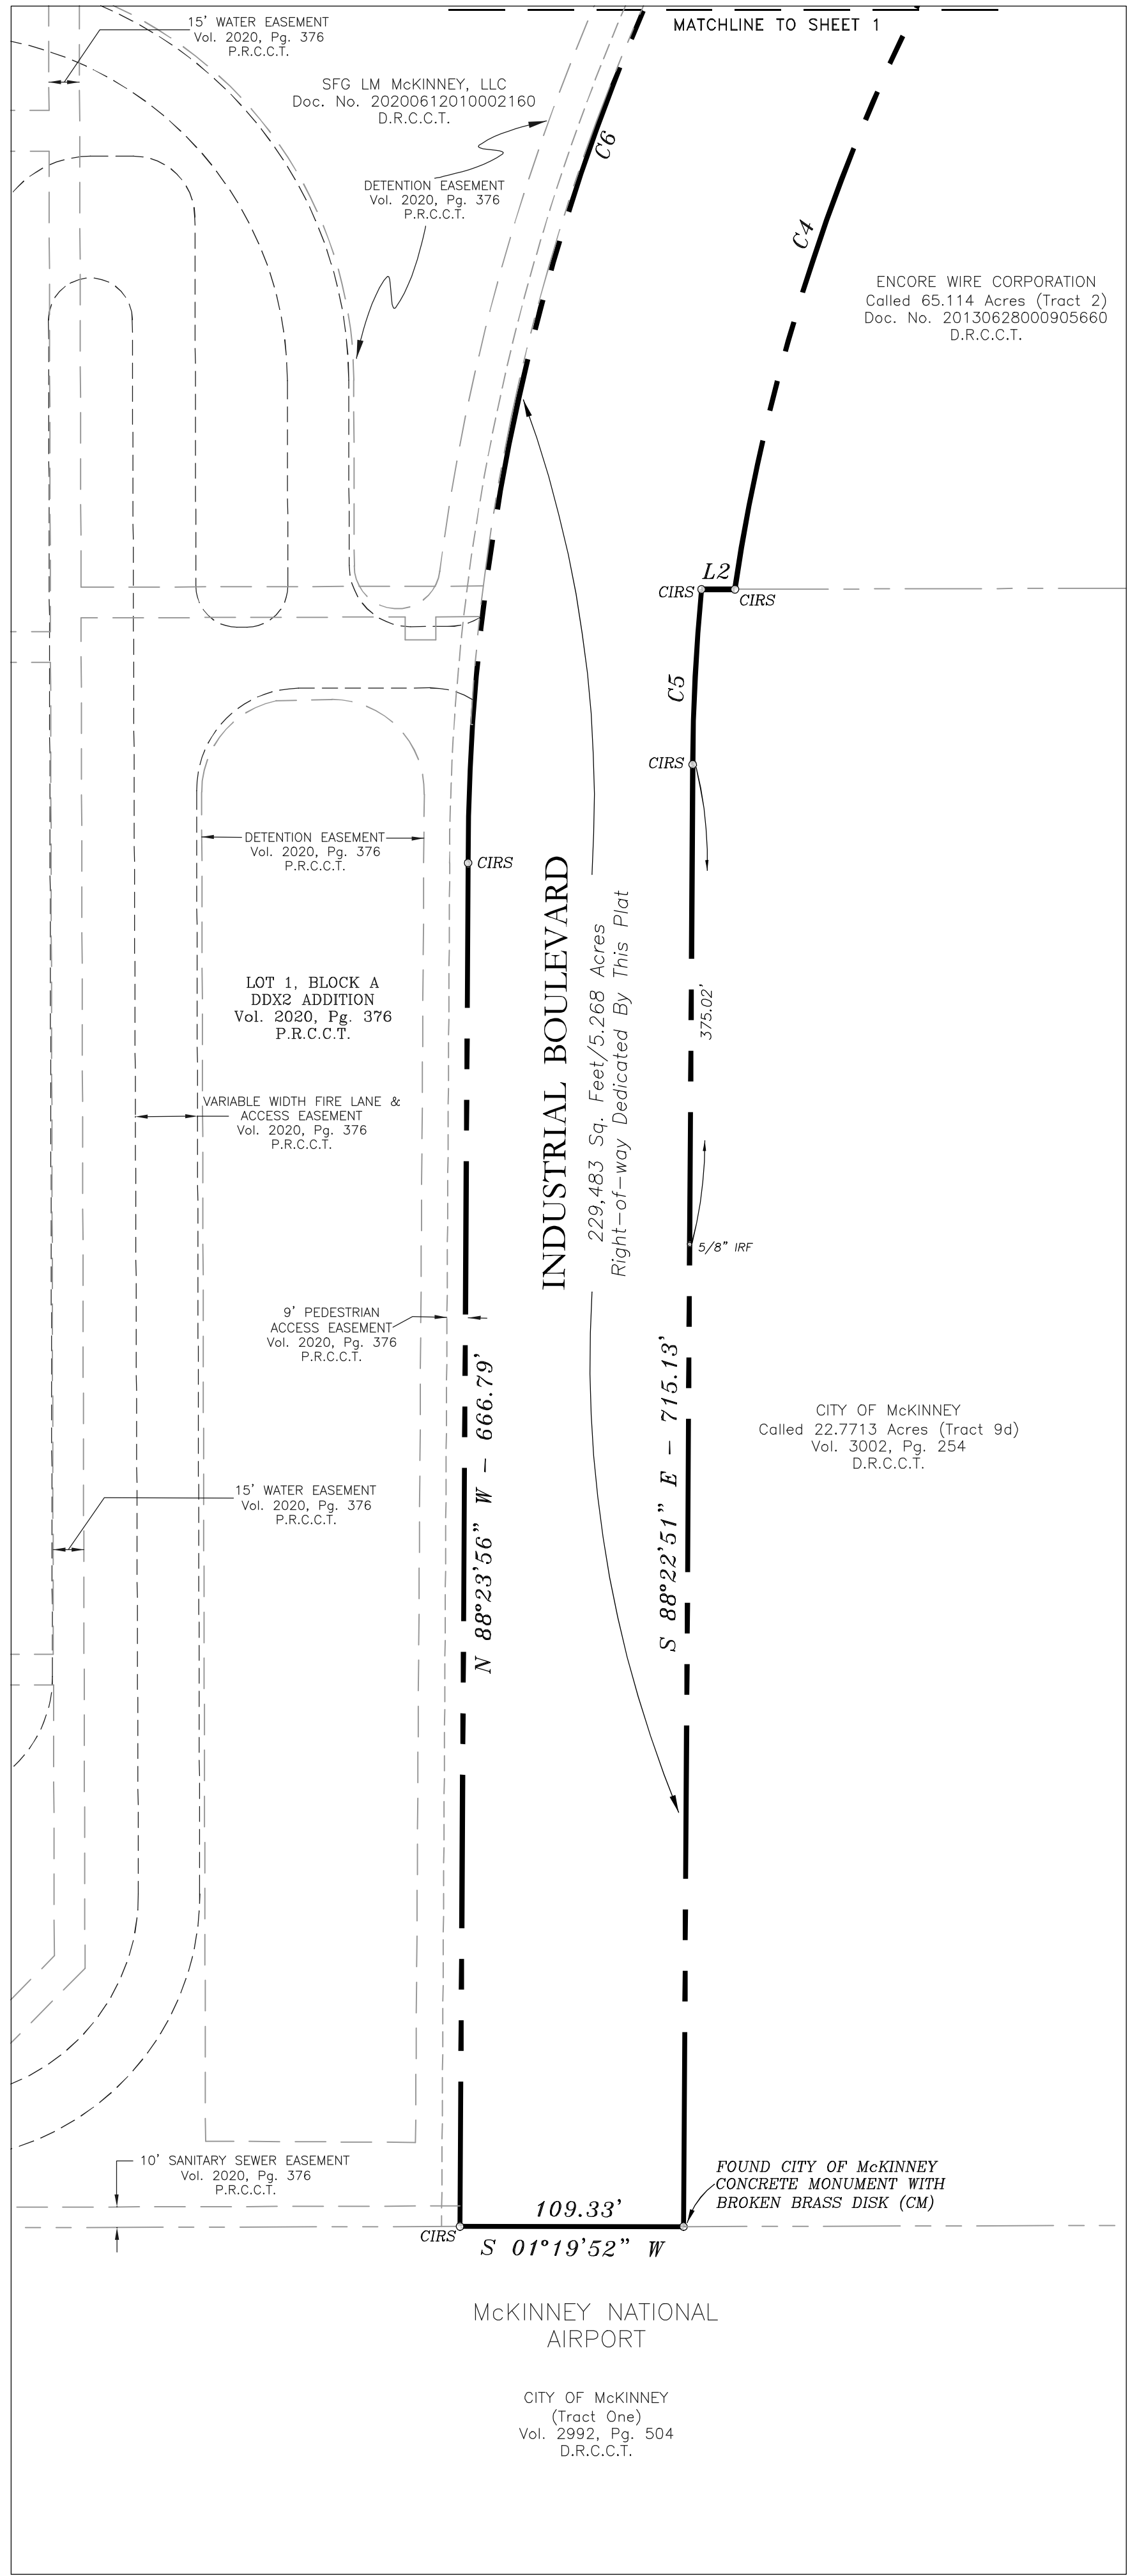 MATCHLINE TO SHEET 1
15' WATER EASEMENT
Vol. 2020, Pg. 376
P.R.C.C.T.
SFG LM McKINNEY, LLC
Doc. No. 20200612010002160
D.R.C.C.T.
C6
DETENTION EASEMENT
Vol. 2020, Pg. 376
P.R.C.C.T.
C4
ENCORE WIRE CORPORATION
Called 65.114 Acres (Tract 2)
Doc. No. 20130628000905660
D.R.C.C.T.
L2
CIRS
CIRS
C5
CIRS
DETENTION EASEMENT
Vol. 2020, Pg. 376
P.R.C.C.T.
CIRS
LOT 1, BLOCK A
DDX2 ADDITION
Vol. 2020, Pg. 376
P.R.C.C.T.
INDUSTRIAL BOULEVARD
229,483 Sq. Feet/5.268 Acres
Right-of-way Dedicated By This Plat
375.02'
VARIABLE WIDTH FIRE LANE &
ACCESS EASEMENT
Vol. 2020, Pg. 376
P.R.C.C.T.
5/8" IRF
9' PEDESTRIAN
ACCESS EASEMENT
Vol. 2020, Pg. 376
P.R.C.C.T.
N 88°23'56" W - 666.79'
S 88°22'51" E - 715.13'
CITY OF McKINNEY
Called 22.7713 Acres (Tract 9d)
Vol. 3002, Pg. 254
D.R.C.C.T.
15' WATER EASEMENT
Vol. 2020, Pg. 376
P.R.C.C.T.
10' SANITARY SEWER EASEMENT
Vol. 2020, Pg. 376
P.R.C.C.T.
FOUND CITY OF McKINNEY
CONCRETE MONUMENT WITH
BROKEN BRASS DISK (CM)
109.33'
CIRS
S 01°19'52" W
McKINNEY NATIONAL
AIRPORT
CITY OF McKINNEY
(Tract One)
Vol. 2992, Pg. 504
D.R.C.C.T.